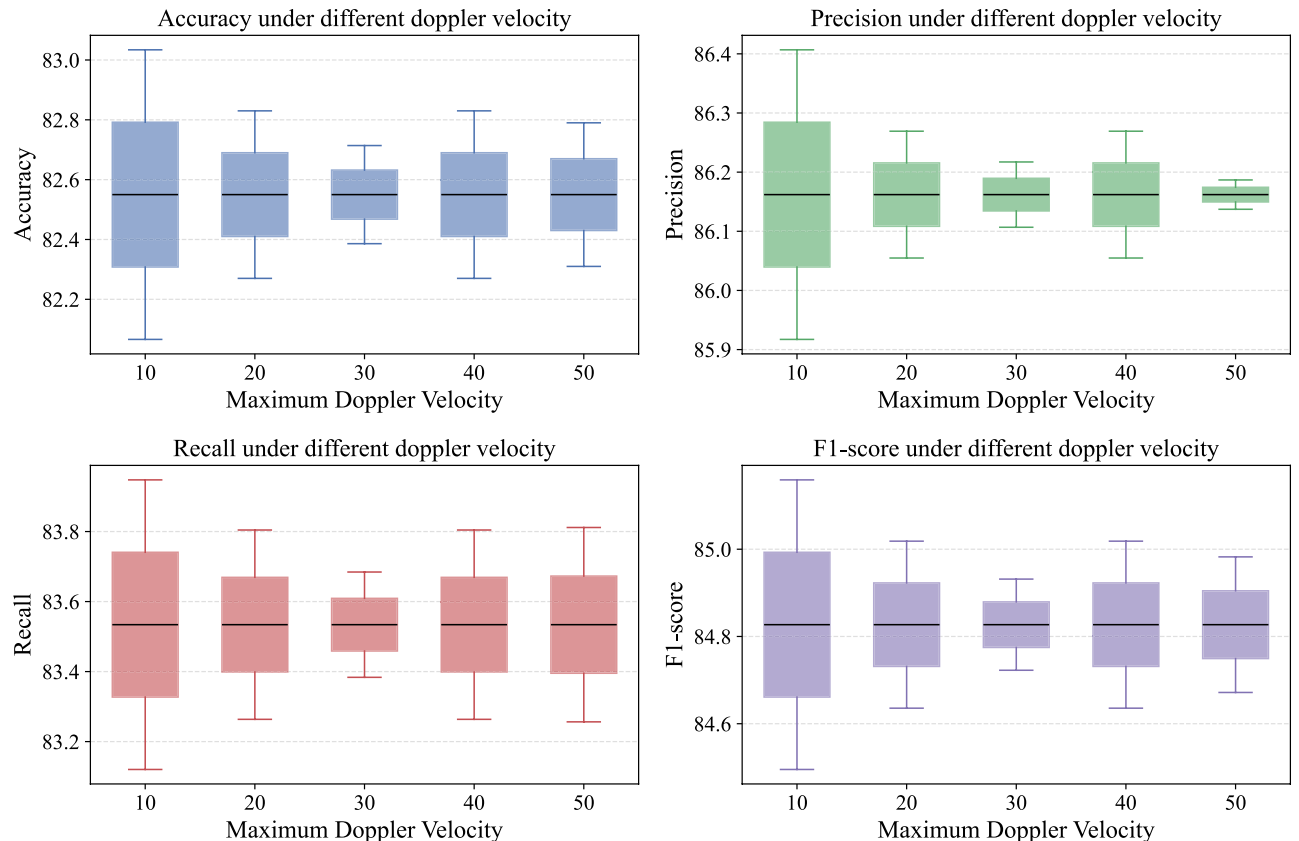 Accuracy under different doppler velocity
83.0
82.8
82.6
82.4
82.2
Accuracy
10 20 30 40 50
Maximum Doppler Velocity
Precision under different doppler velocity
86.4
86.3
86.2
86.1
86.0
85.9
Precision
10 20 30 40 50
Maximum Doppler Velocity
Recall under different doppler velocity
83.8
83.6
83.4
83.2
Recall
10 20 30 40 50
Maximum Doppler Velocity
F1-score under different doppler velocity
85.0
84.8
84.6
F1-score
10 20 30 40 50
Maximum Doppler Velocity